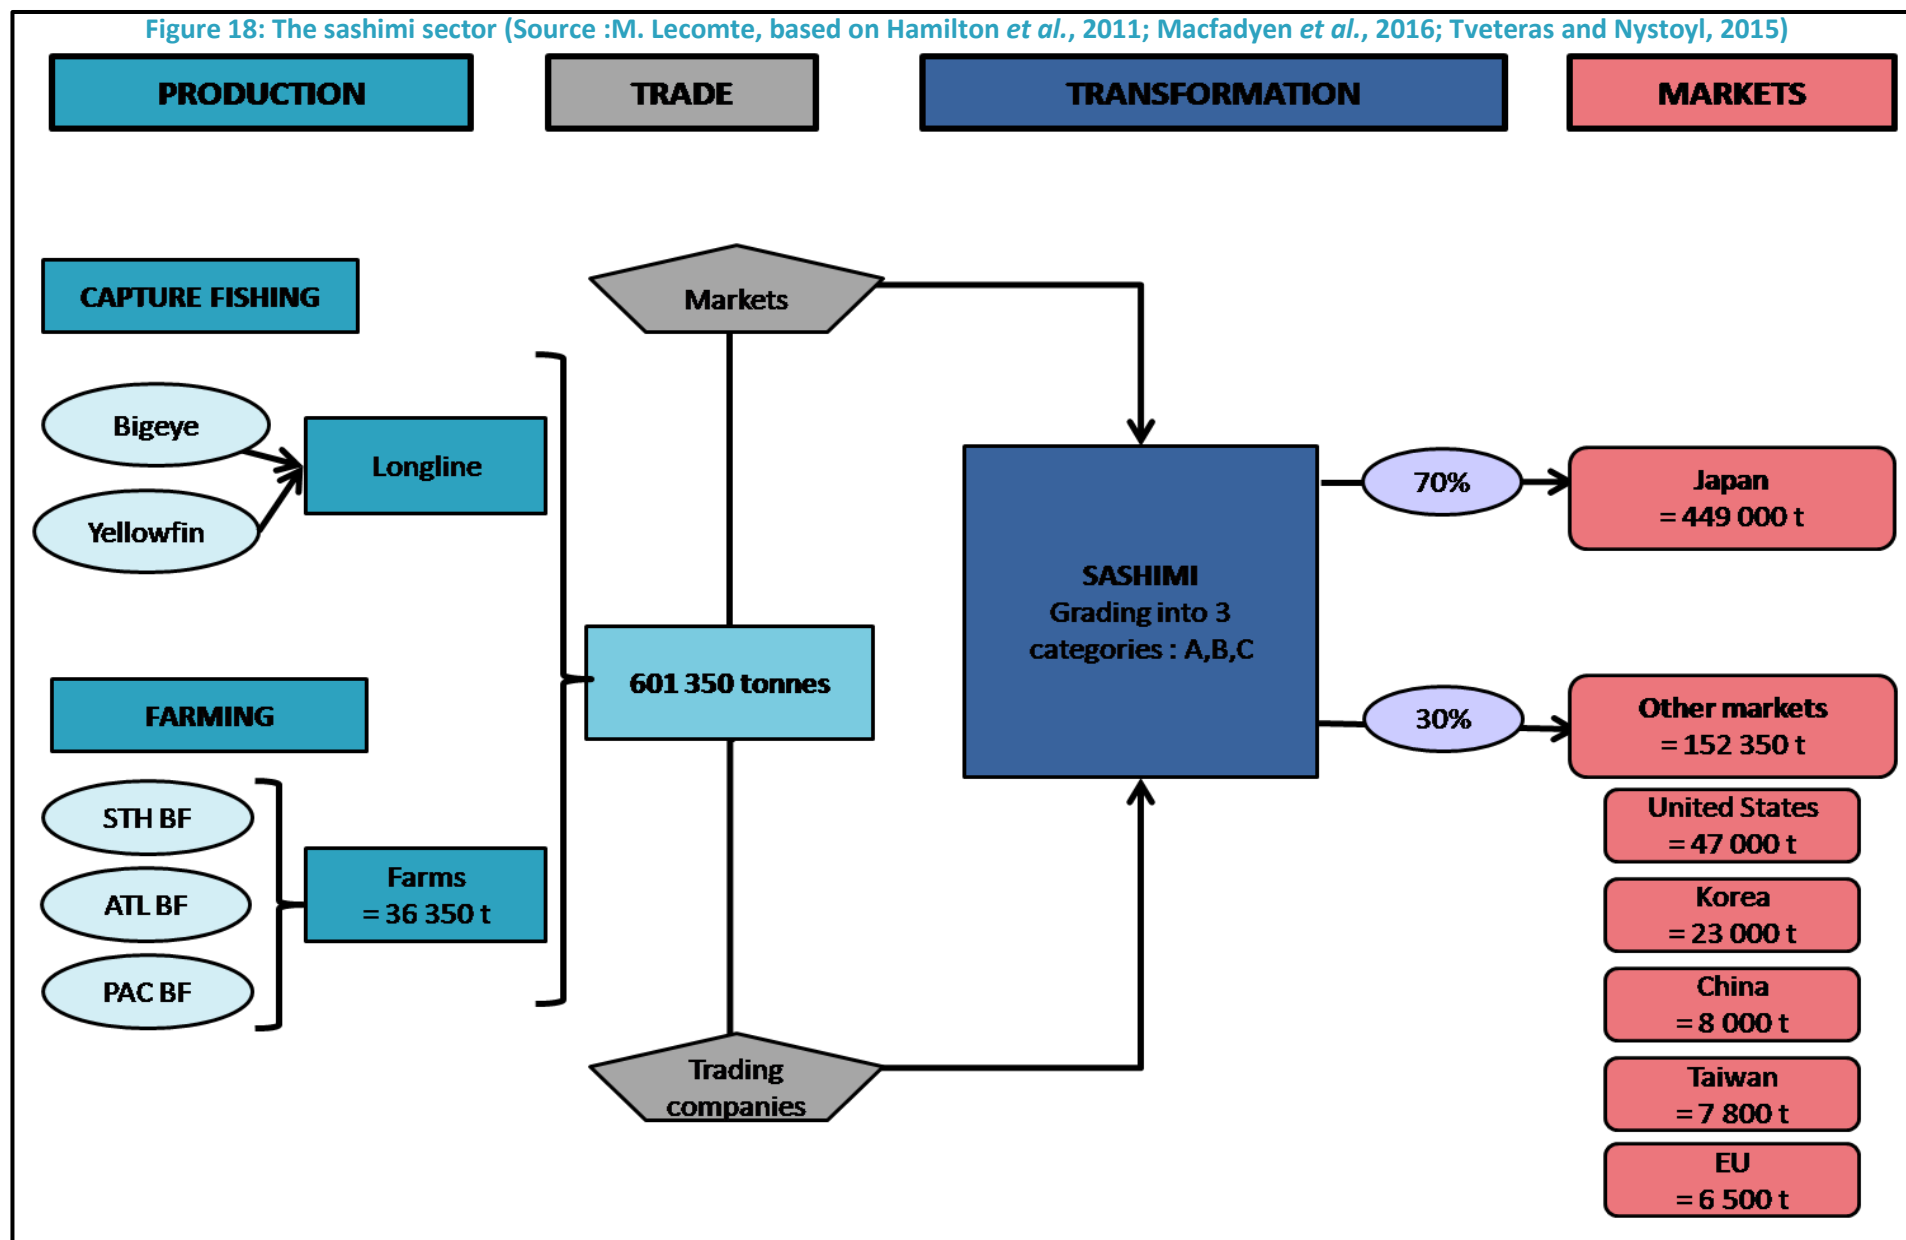 Figure 18: The sashimi sector (Source :M. Lecomte, based on Hamilton et al., 2011; Macfadyen et al., 2016; Tveteras and Nystoyl, 2015)
PRODUCTION
TRADE
TRANSFORMATION
MARKETS
CAPTURE FISHING
Bigeye
Yellowfin
Longline
FARMING
STH BF
ATL BF
PAC BF
Farms
= 36 350 t
Markets
601 350 tonnes
Trading
companies
SASHIMI
Grading into 3
categories : A,B,C
70%
30%
Japan
= 449 000 t
Other markets
= 152 350 t
United States
= 47 000 t
Korea
= 23 000 t
China
= 8 000 t
Taiwan
= 7 800 t
EU
= 6 500 t